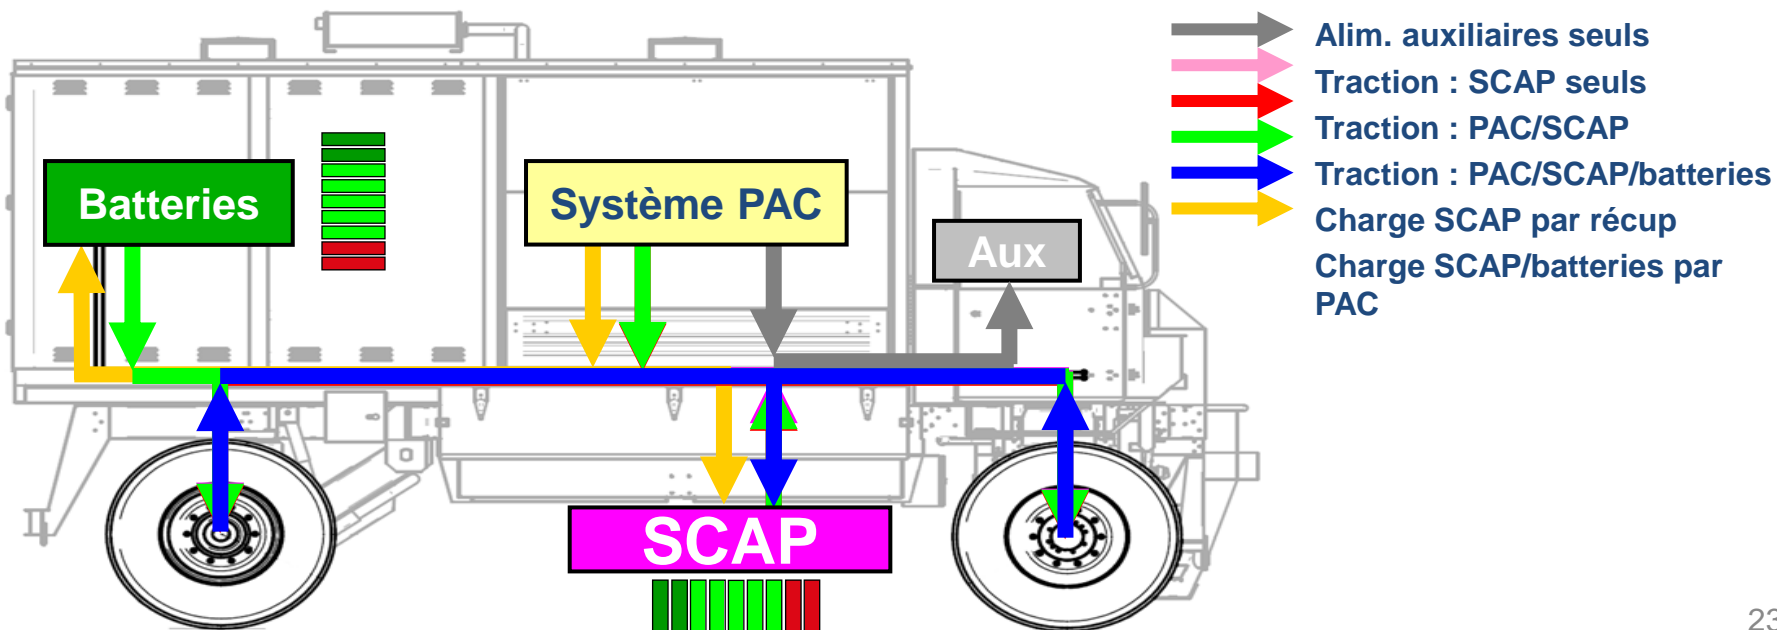 Alim. auxiliaires seuls
Traction : SCAP seuls
Traction : PAC/SCAP
Traction : PAC/SCAP/batteries
Charge SCAP par récup
Charge SCAP/batteries par
PAC
Batteries
Système PAC
Aux
SCAP
23